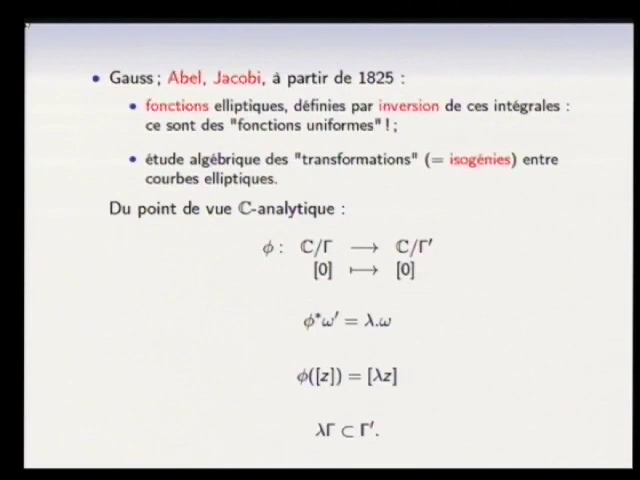 • Gauss ; Abel, Jacobi, à partir de 1825 :
• fonctions elliptiques, définies par inversion de ces intégrales :
ce sont des "fonctions uniformes" ! ;
• étude algébrique des "transformations" (= isogénies) entre
courbes elliptiques.
Du point de vue ℂ-analytique :
ϕ : ℂ/Γ ⟶ ℂ/Γ′
[0] ⟼ [0]
ϕ*ω′ = λ.ω
ϕ([z]) = [λz]
λΓ ⊂ Γ′.